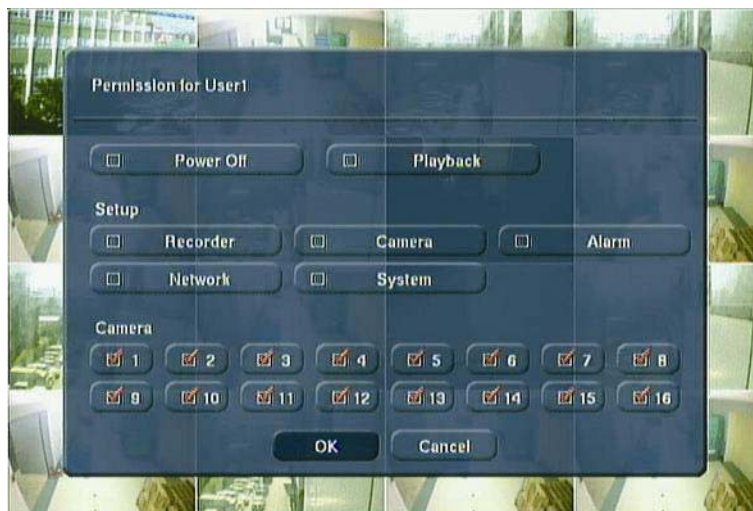 Permission for User1
Power Off Playback
Setup
Recorder Camera Alarm
Network System
Camera
1 2 3 4 5 6 7 8
9 10 11 12 13 14 15 16
OK Cancel